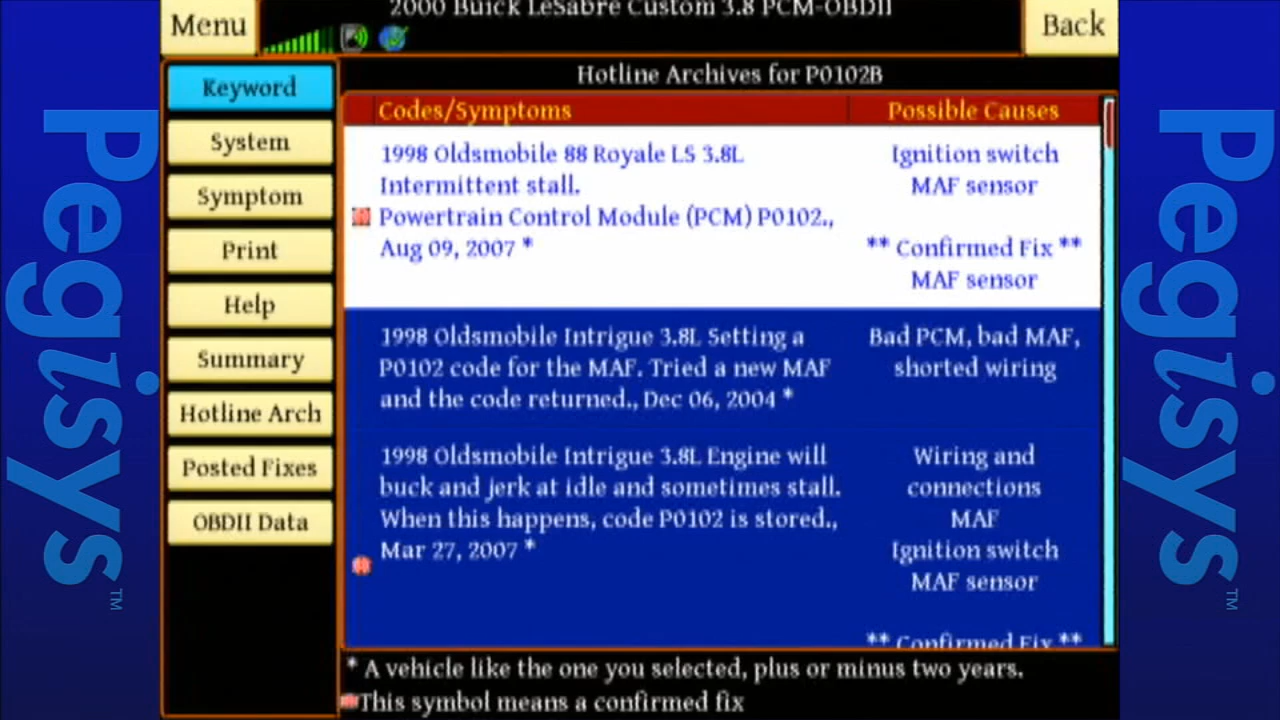 2000 Buick LeSabre Custom 3.8 PCM-OBDII
Menu
Back
Hotline Archives for P0102B
Keyword
System
Symptom
Print
Help
Summary
Hotline Arch
Posted Fixes
OBDII Data
Codes/Symptoms
Possible Causes
1998 Oldsmobile 88 Royale LS 3.8L
Intermittent stall.
Powertrain Control Module (PCM) P0102.,
Aug 09, 2007 *
Ignition switch
MAF sensor
** Confirmed Fix **
MAF sensor
1998 Oldsmobile Intrigue 3.8L Setting a
P0102 code for the MAF. Tried a new MAF
and the code returned., Dec 06, 2004 *
Bad PCM, bad MAF,
shorted wiring
1998 Oldsmobile Intrigue 3.8L Engine will
buck and jerk at idle and sometimes stall.
When this happens, code P0102 is stored.,
Mar 27, 2007 *
Wiring and
connections
MAF
Ignition switch
MAF sensor
** Confirmed Fix **
* A vehicle like the one you selected, plus or minus two years.
This symbol means a confirmed fix
Pegisys™
Pegisys™